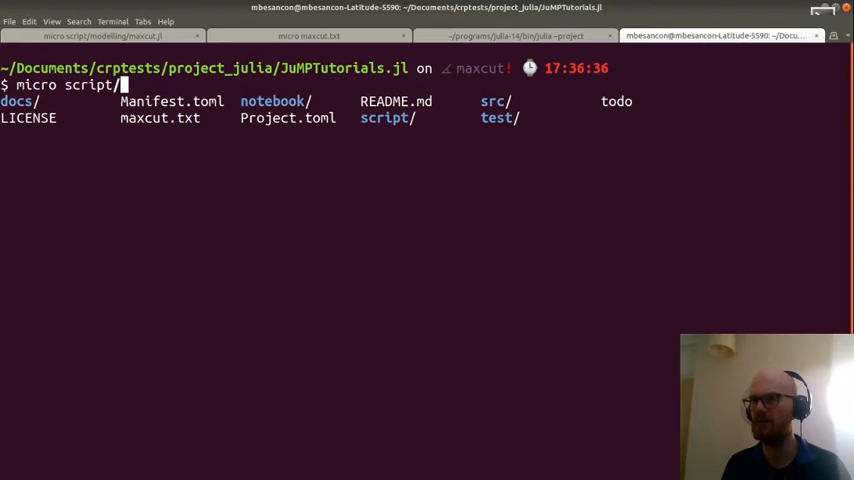 mbesancon@mbesancon-Latitude-5590: ~/Documents/crptests/project_julia/JuMPTutorials.jl
File Edit View Search Terminal Tabs Help
micro script/modelling/maxcut.jl × micro maxcut.txt × ~/programs/julia-14/bin/julia --project × mbesancon@mbesancon-Latitude-5590: ~/Docu... ×
~/Documents/crptests/project_julia/JuMPTutorials.jl on maxcut! 17:36:36
$ micro script/
docs/ Manifest.toml notebook/ README.md src/ todo
LICENSE maxcut.txt Project.toml script/ test/